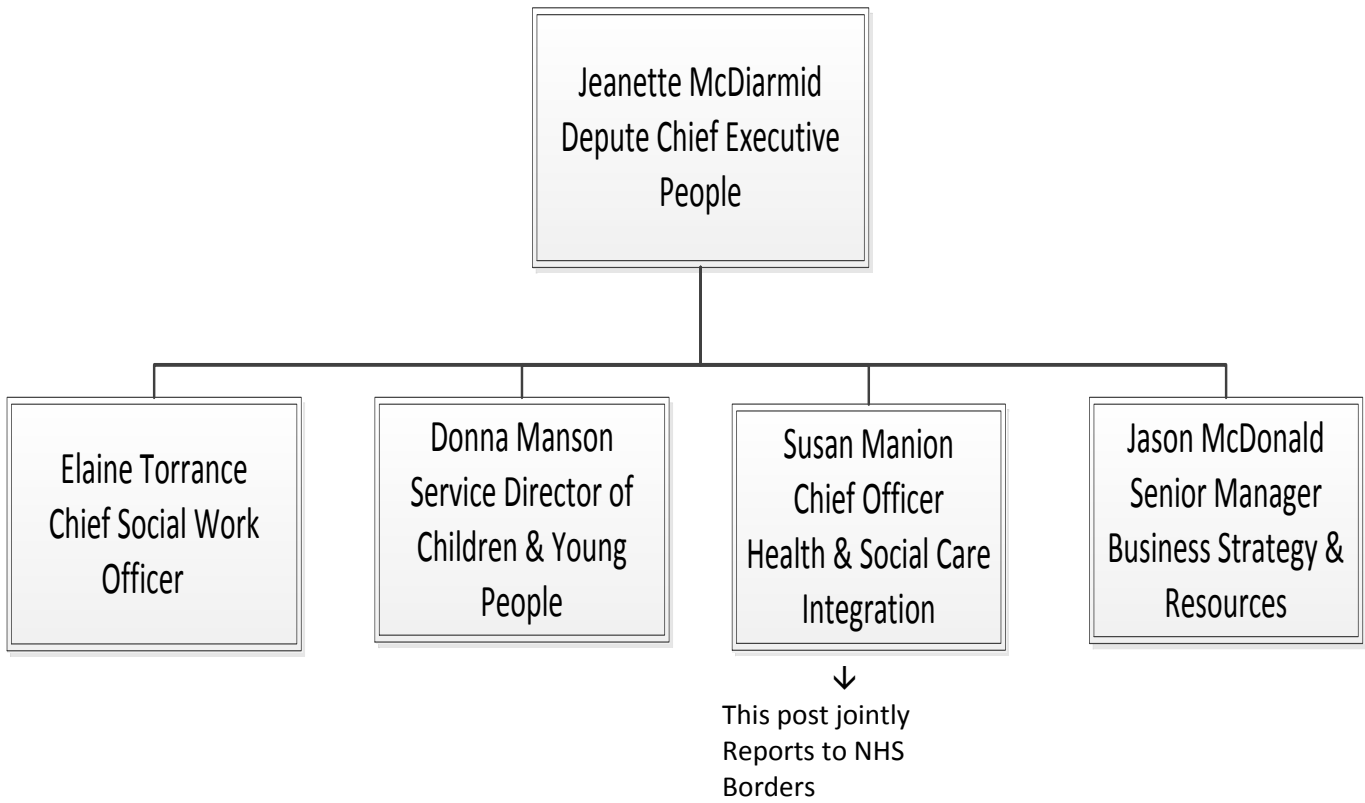 Jeanette McDiarmid
Depute Chief Executive
People
Elaine Torrance
Chief Social Work
Officer
Donna Manson
Service Director of
Children & Young
People
Susan Manion
Chief Officer
Health & Social Care
Integration
Jason McDonald
Senior Manager
Business Strategy &
Resources
This post jointly
Reports to NHS
Borders